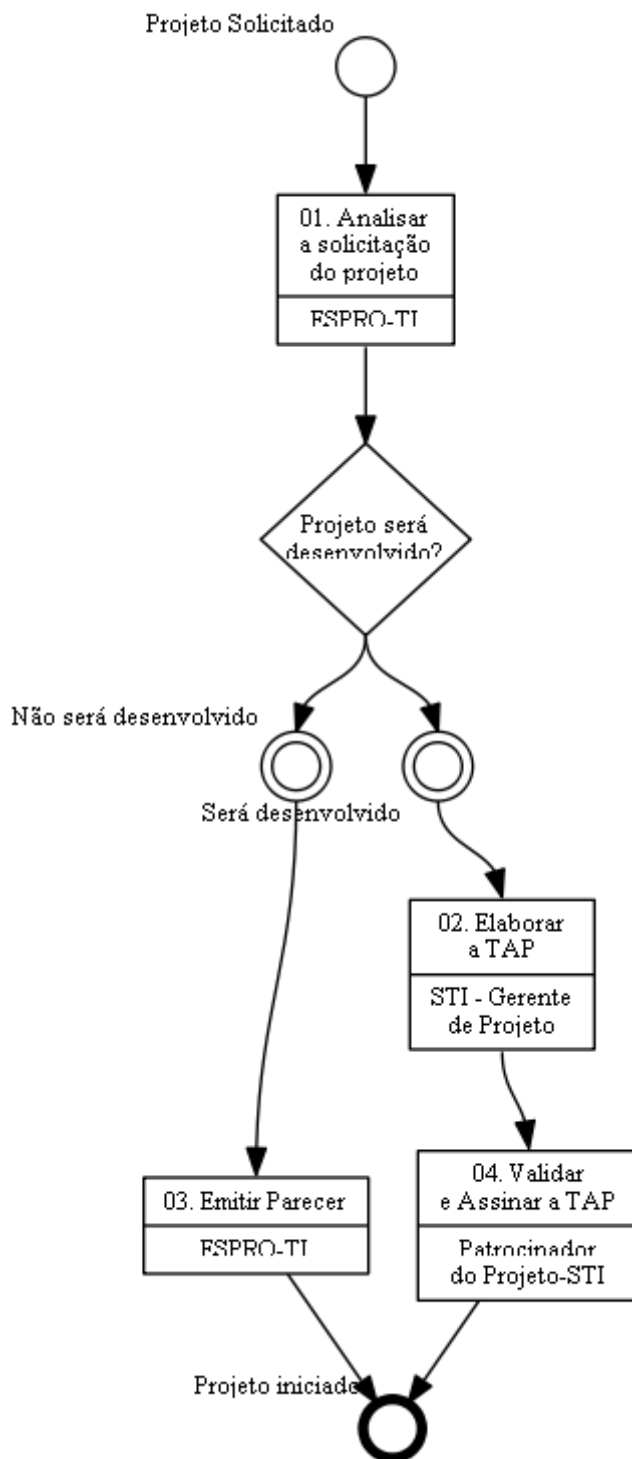 Projeto Solicitado
01. Analisar
a solicitação
do projeto
ESPRO-TI
Projeto será
desenvolvido?
Não será desenvolvido
Será desenvolvido
02. Elaborar
a TAP
STI - Gerente
de Projeto
03. Emitir Parecer
ESPRO-TI
04. Validar
e Assinar a TAP
Patrocinador
do Projeto-STI
Projeto iniciado